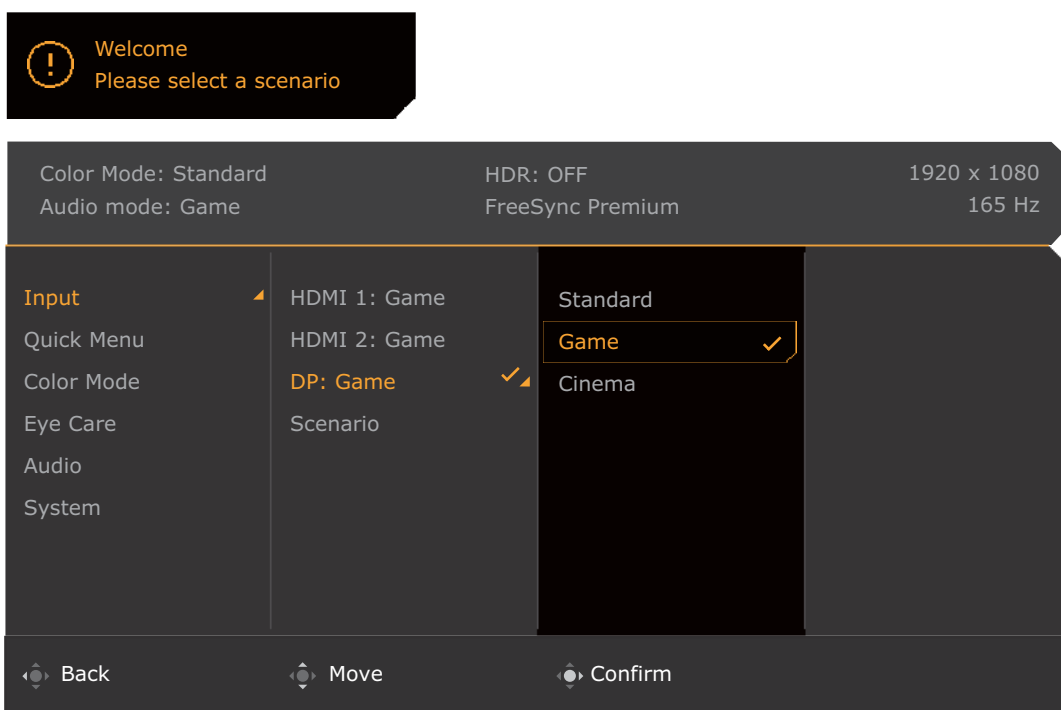 Welcome
Please select a scenario
Color Mode: Standard
Audio mode: Game
HDR: OFF
FreeSync Premium
1920 x 1080
165 Hz
Input
Quick Menu
Color Mode
Eye Care
Audio
System
HDMI 1: Game
HDMI 2: Game
DP: Game
Scenario
Standard
Game
Cinema
Back
Move
Confirm